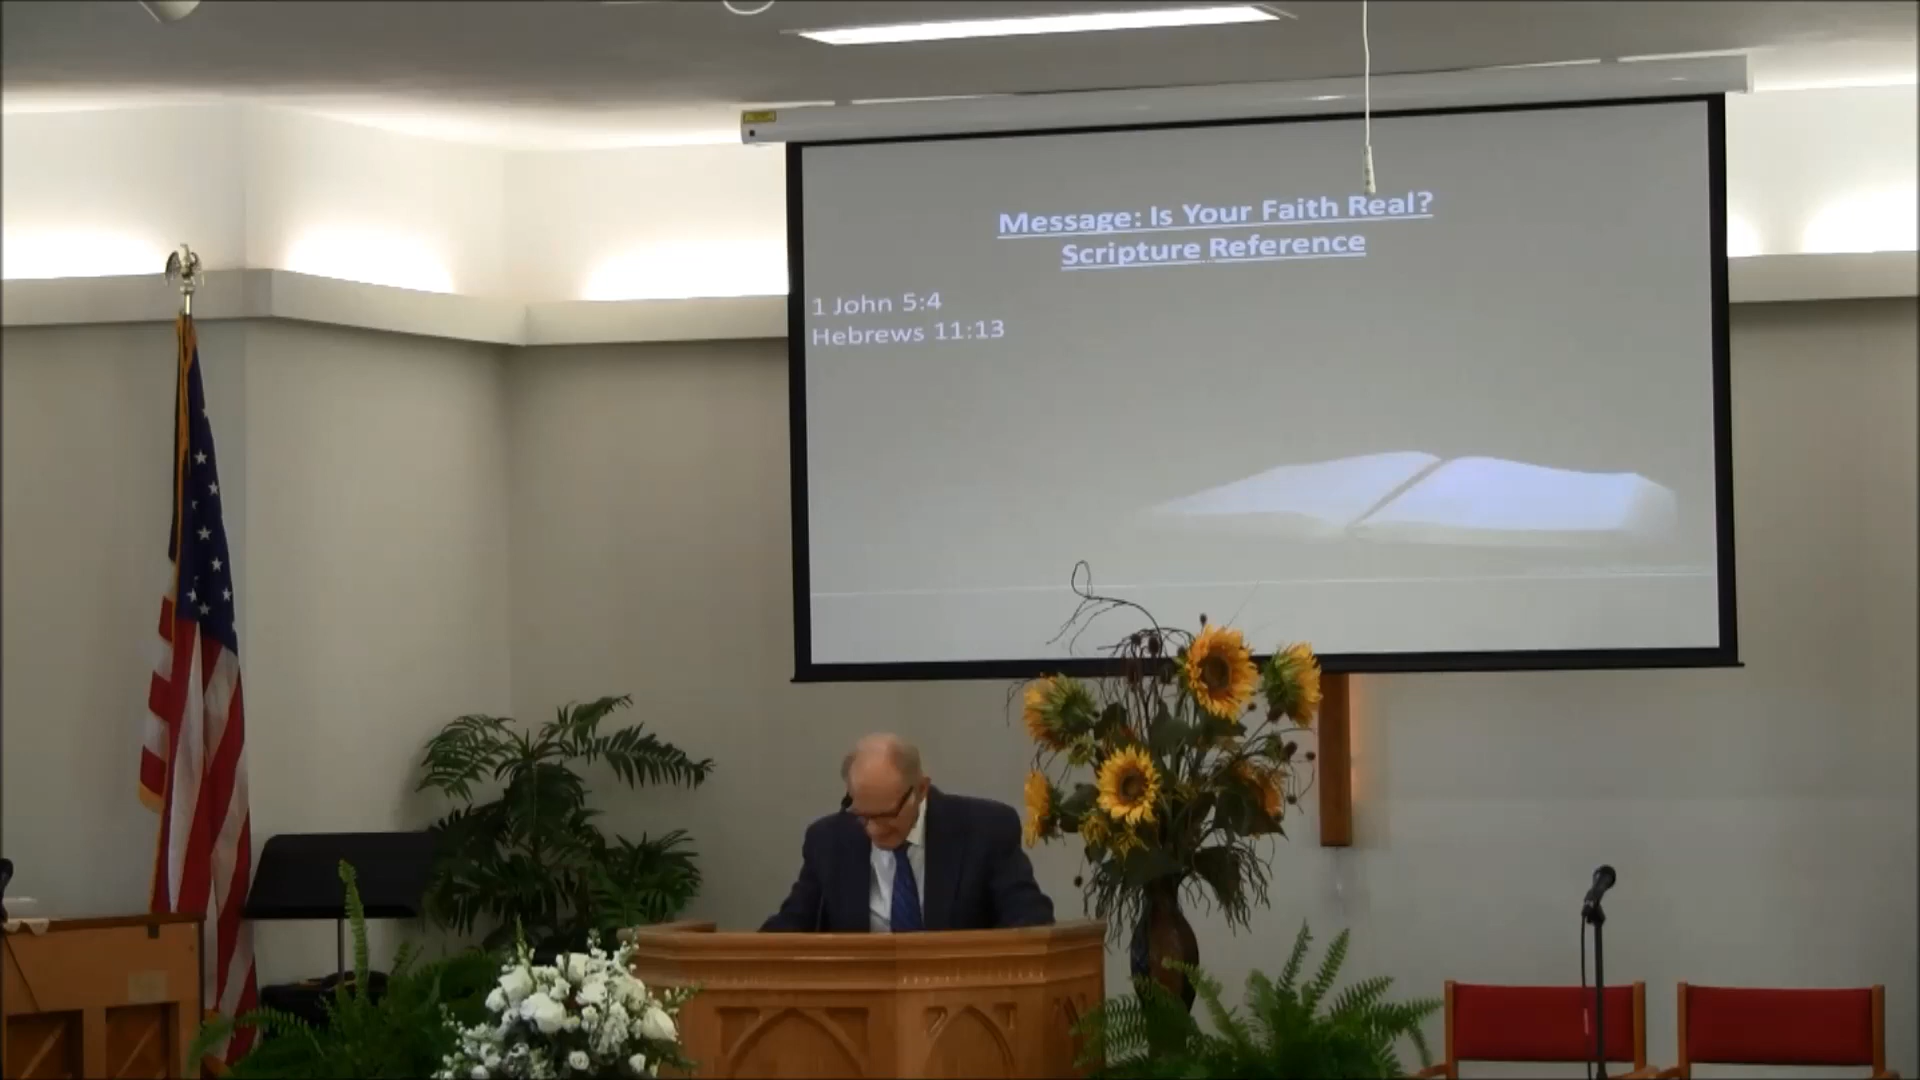 Message: Is Your Faith Real?
Scripture Reference
1 John 5:4
Hebrews 11:13